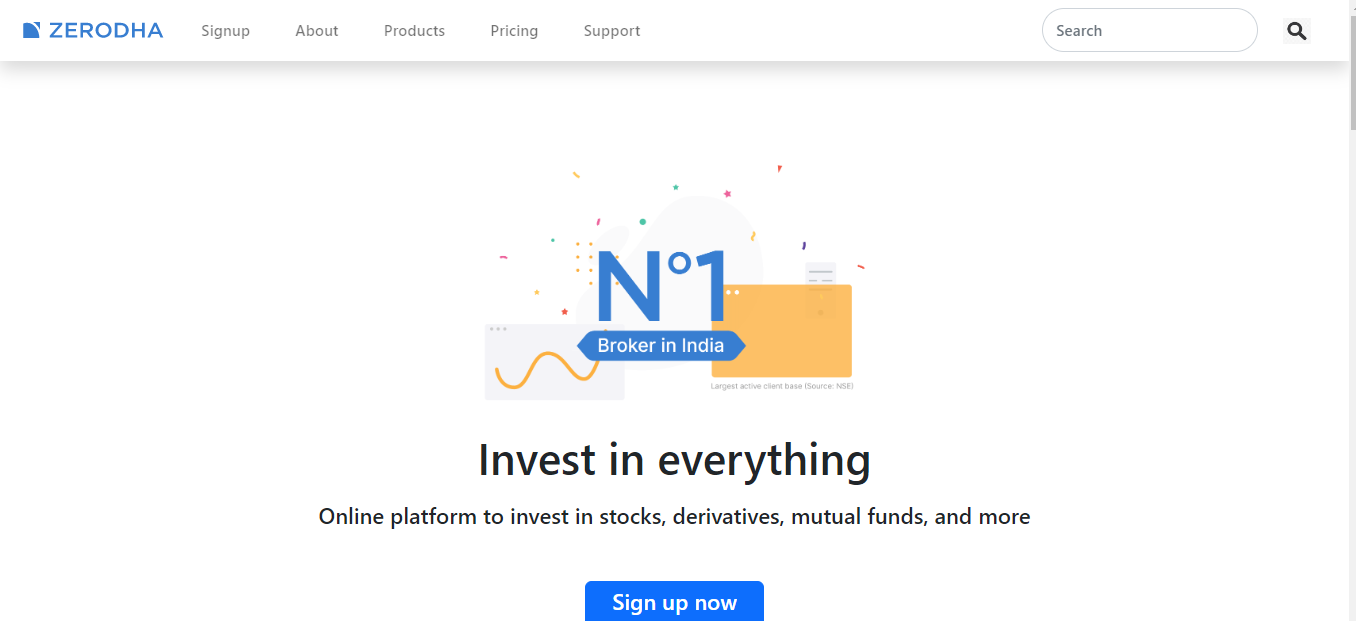 ZERODHA Signup About Products Pricing Support Search
N°1
Broker in India
Largest active client base (Source: NSE)
Invest in everything
Online platform to invest in stocks, derivatives, mutual funds, and more
Sign up now